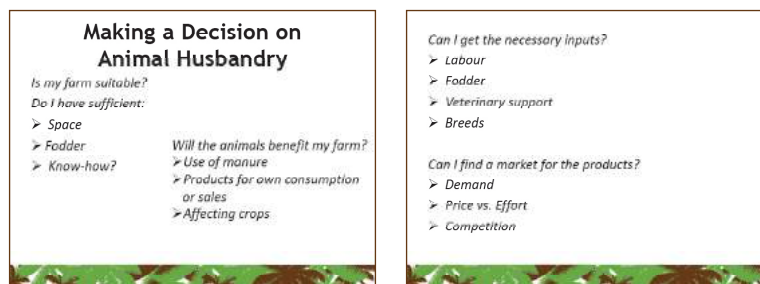 Making a Decision on
Animal Husbandry
Is my farm suitable?
Do I have sufficient:
➢ Space
➢ Fodder
➢ Know-how?
Will the animals benefit my farm?
➢ Use of manure
➢ Products for own consumption
or sales
➢ Affecting crops
Can I get the necessary inputs?
➢ Labour
➢ Fodder
➢ Veterinary support
➢ Breeds
Can I find a market for the products?
➢ Demand
➢ Price vs. Effort
➢ Competition